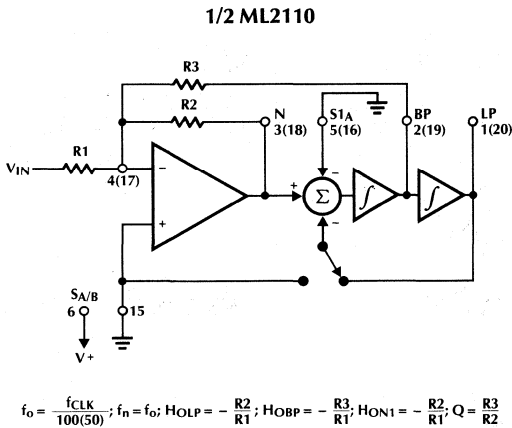 1/2 ML2110
R3
R2
N
3(18)
S1A
5(16)
BP
2(19)
LP
1(20)
R1
VIN
4(17)
−
+
+
Σ
−
−
∫
∫
SA/B
6
15
V+
fo = fCLK / 100(50) ; fn = fo; HOLP = − R2 / R1 ; HOBP = − R3 / R1 ; HON1 = − R2 / R1 ; Q = R3 / R2